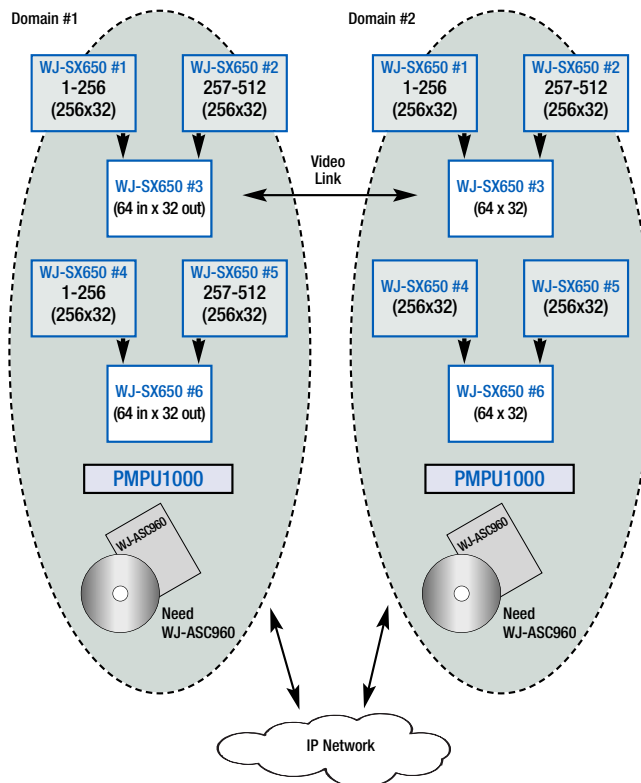 Domain #1
WJ-SX650 #1
1-256
(256x32)
WJ-SX650 #2
257-512
(256x32)
WJ-SX650 #3
(64 in x 32 out)
WJ-SX650 #4
1-256
(256x32)
WJ-SX650 #5
257-512
(256x32)
WJ-SX650 #6
(64 in x 32 out)
PMPU1000
WJ-ASC960
Need
WJ-ASC960
Video
Link
Domain #2
WJ-SX650 #1
1-256
(256x32)
WJ-SX650 #2
257-512
(256x32)
WJ-SX650 #3
(64 x 32)
WJ-SX650 #4
(256x32)
WJ-SX650 #5
(256x32)
WJ-SX650 #6
(64 x 32)
PMPU1000
WJ-ASC960
Need
WJ-ASC960
IP Network